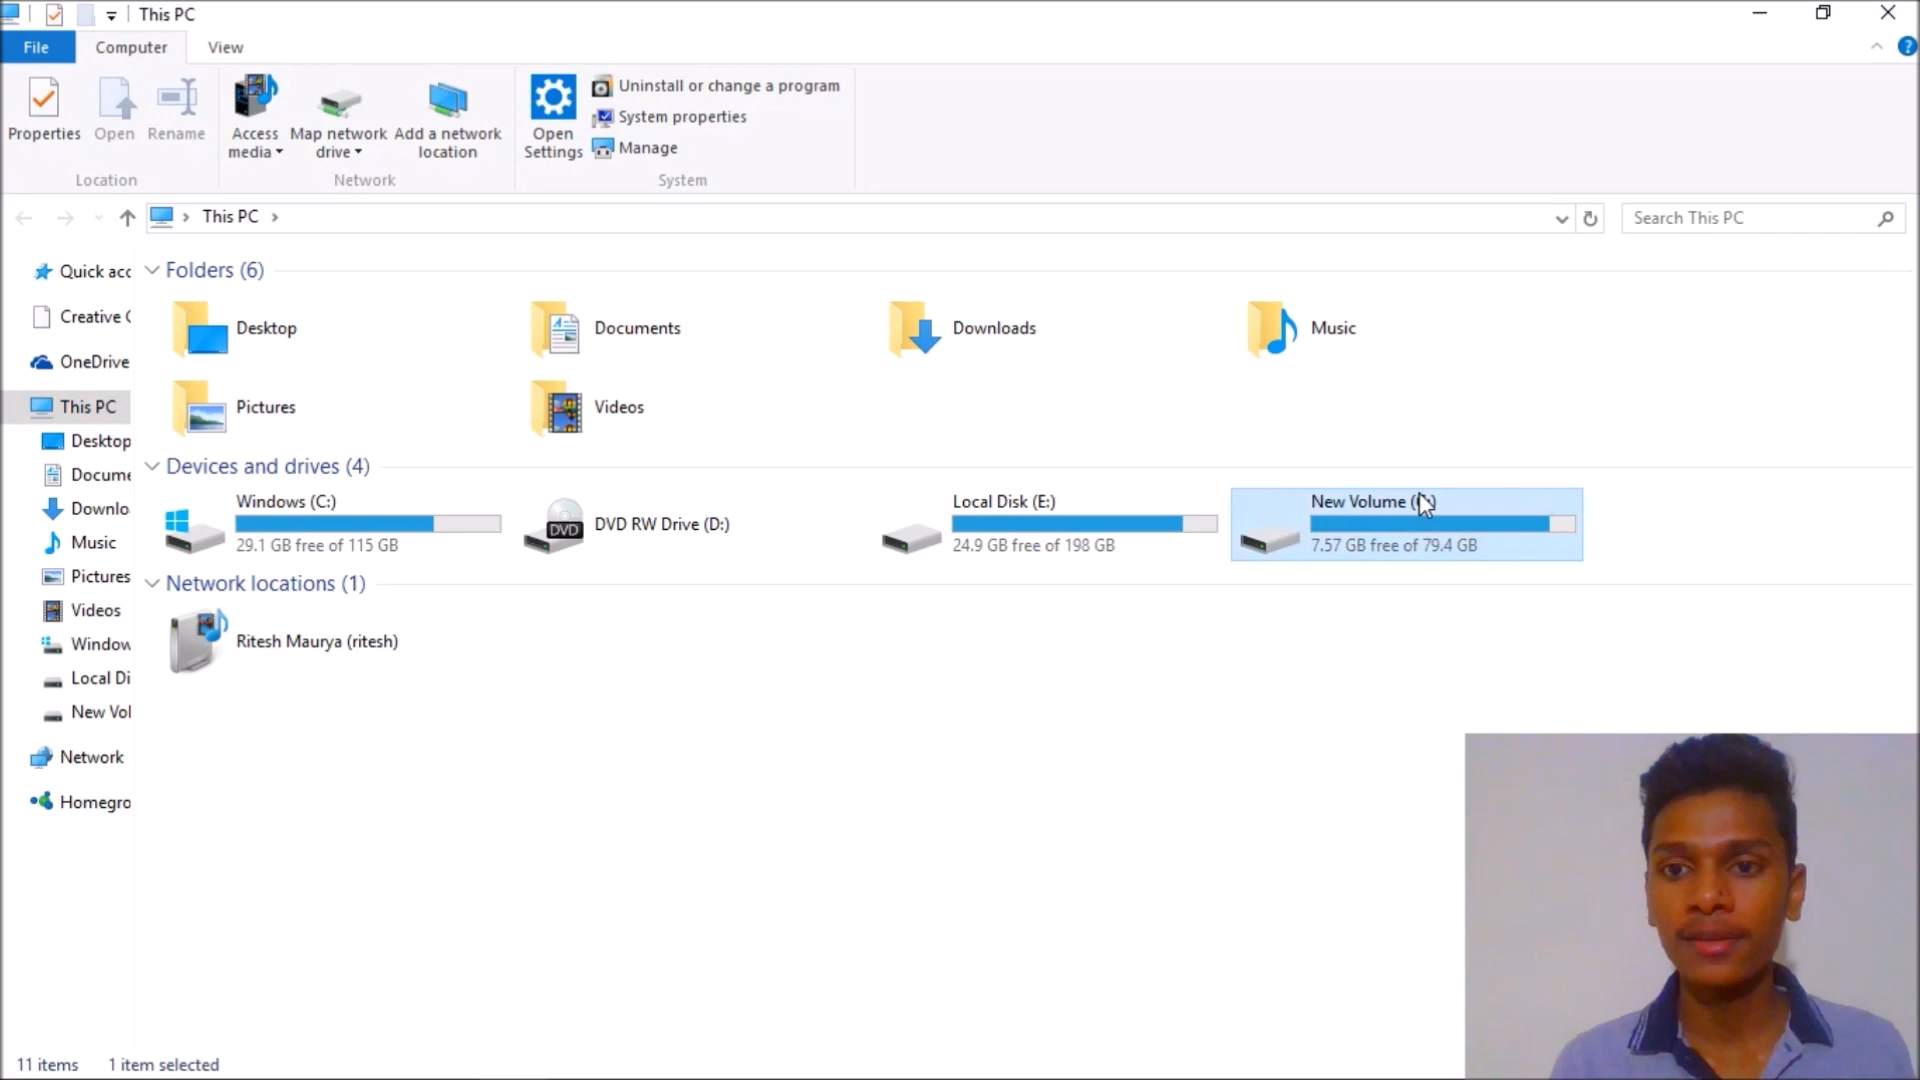 This PC
File
Computer
View
Properties
Open
Rename
Access media
Map network drive
Add a network location
Open Settings
Uninstall or change a program
System properties
Manage
Location
Network
System
This PC
Search This PC
Quick acc
Creative C
OneDrive
This PC
Desktop
Docume
Downlo
Music
Pictures
Videos
Window
Local Di
New Vol
Network
Homegro
Folders (6)
Desktop
Documents
Downloads
Music
Pictures
Videos
Devices and drives (4)
Windows (C:)
29.1 GB free of 115 GB
DVD
DVD RW Drive (D:)
Local Disk (E:)
24.9 GB free of 198 GB
New Volume
7.57 GB free of 79.4 GB
Network locations (1)
Ritesh Maurya (ritesh)
11 items
1 item selected